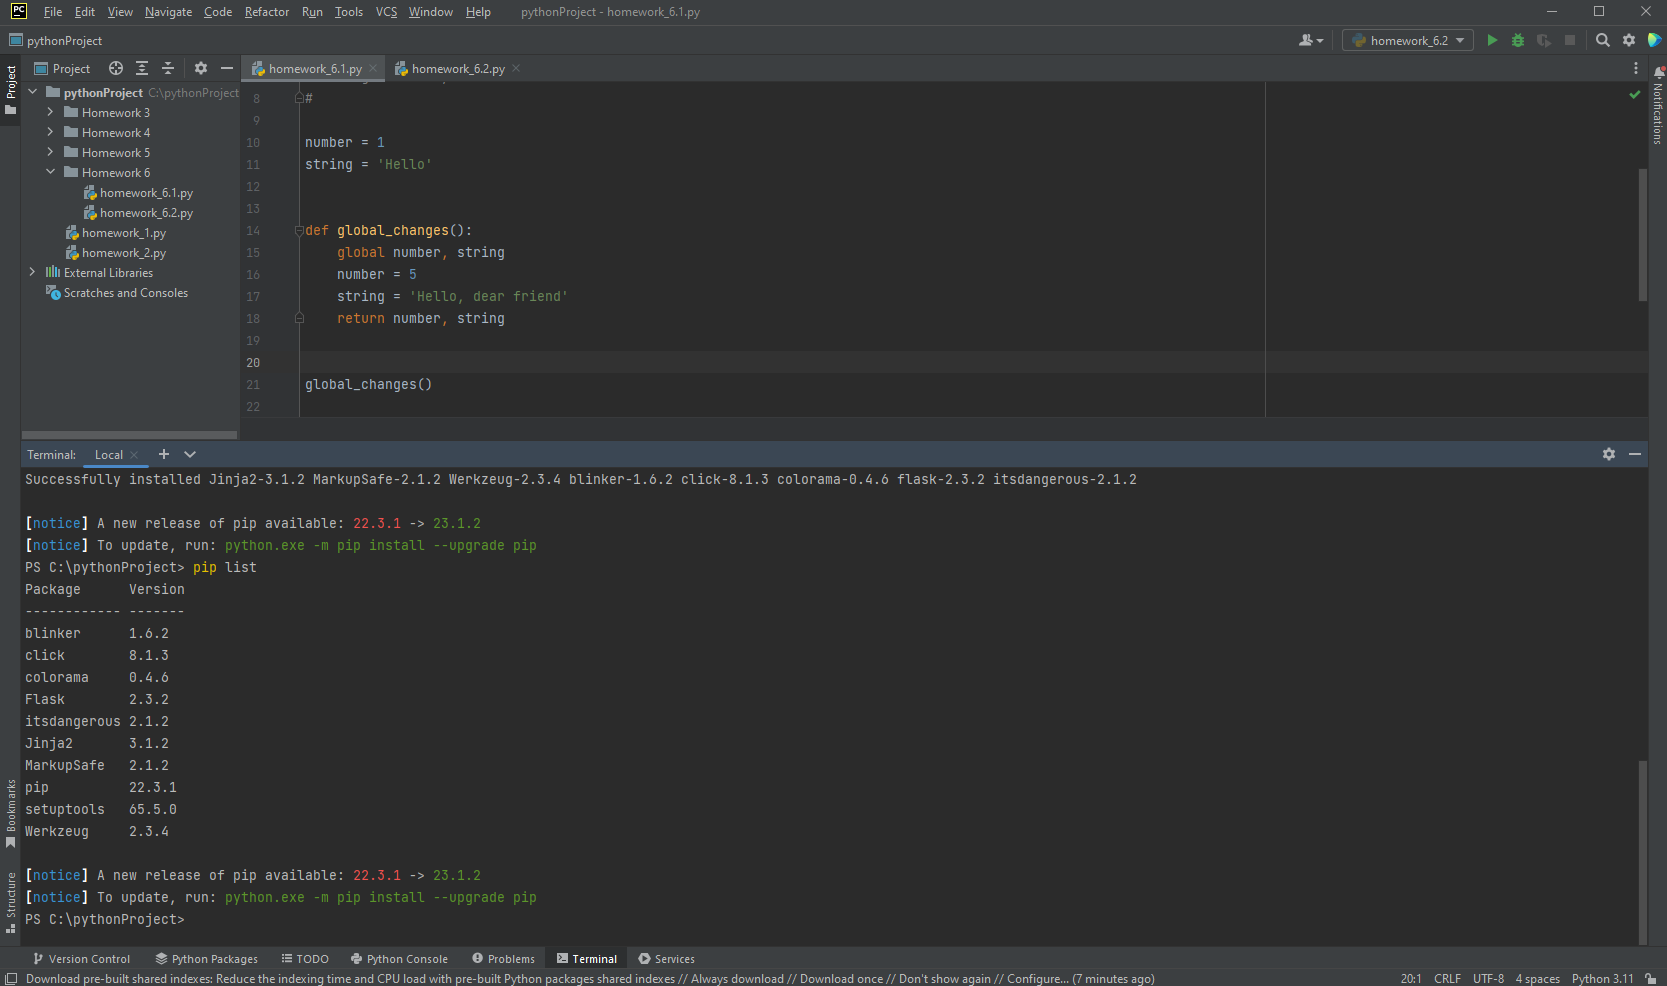 PC File Edit View Navigate Code Refactor Run Tools VCS Window Help pythonProject - homework_6.1.py
pythonProject homework_6.2
Project homework_6.1.py homework_6.2.py
Project
Notifications
pythonProject C:\pythonProject
Homework 3
Homework 4
Homework 5
Homework 6
homework_6.1.py
homework_6.2.py
homework_1.py
homework_2.py
External Libraries
Scratches and Consoles
8 #
9
10 number = 1
11 string = 'Hello'
12
13
14 def global_changes():
15 global number, string
16 number = 5
17 string = 'Hello, dear friend'
18 return number, string
19
20
21 global_changes()
22
Terminal: Local
Successfully installed Jinja2-3.1.2 MarkupSafe-2.1.2 Werkzeug-2.3.4 blinker-1.6.2 click-8.1.3 colorama-0.4.6 flask-2.3.2 itsdangerous-2.1.2
[notice] A new release of pip available: 22.3.1 -> 23.1.2
[notice] To update, run: python.exe -m pip install --upgrade pip
PS C:\pythonProject> pip list
Package Version
------------ -------
blinker 1.6.2
click 8.1.3
colorama 0.4.6
Flask 2.3.2
itsdangerous 2.1.2
Jinja2 3.1.2
MarkupSafe 2.1.2
pip 22.3.1
setuptools 65.5.0
Werkzeug 2.3.4
[notice] A new release of pip available: 22.3.1 -> 23.1.2
[notice] To update, run: python.exe -m pip install --upgrade pip
PS C:\pythonProject>
Bookmarks
Structure
Version Control Python Packages TODO Python Console Problems Terminal Services
Download pre-built shared indexes: Reduce the indexing time and CPU load with pre-built Python packages shared indexes // Always download // Download once // Don't show again // Configure... (7 minutes ago) 20:1 CRLF UTF-8 4 spaces Python 3.11